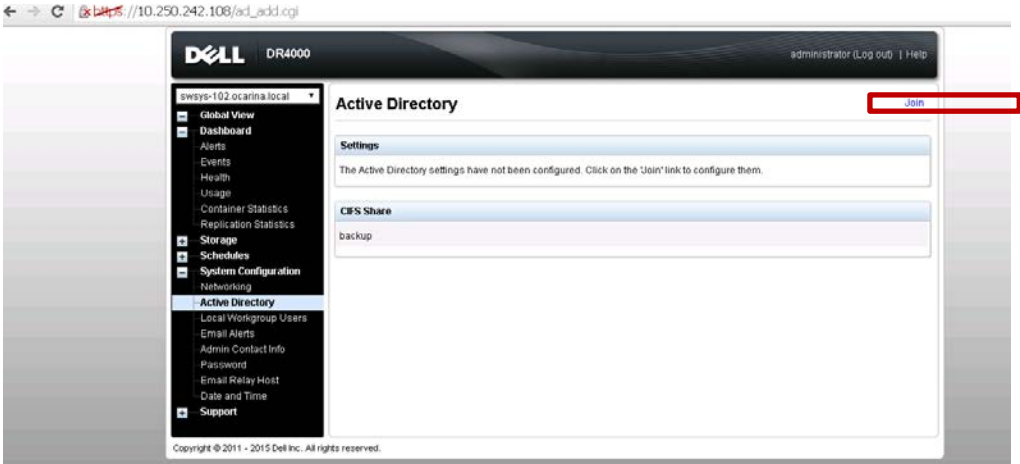 https://10.250.242.108/ad_add.cgi
DELL DR4000 administrator (Log out) | Help
swsys-102.ocarina.local
Global View
Dashboard
Alerts
Events
Health
Usage
Container Statistics
Replication Statistics
Storage
Schedules
System Configuration
Networking
Active Directory
Local Workgroup Users
Email Alerts
Admin Contact Info
Password
Email Relay Host
Date and Time
Support
Active Directory Join
Settings
The Active Directory settings have not been configured. Click on the 'Join' link to configure them.
CIFS Share
backup
Copyright © 2011 - 2015 Dell Inc. All rights reserved.